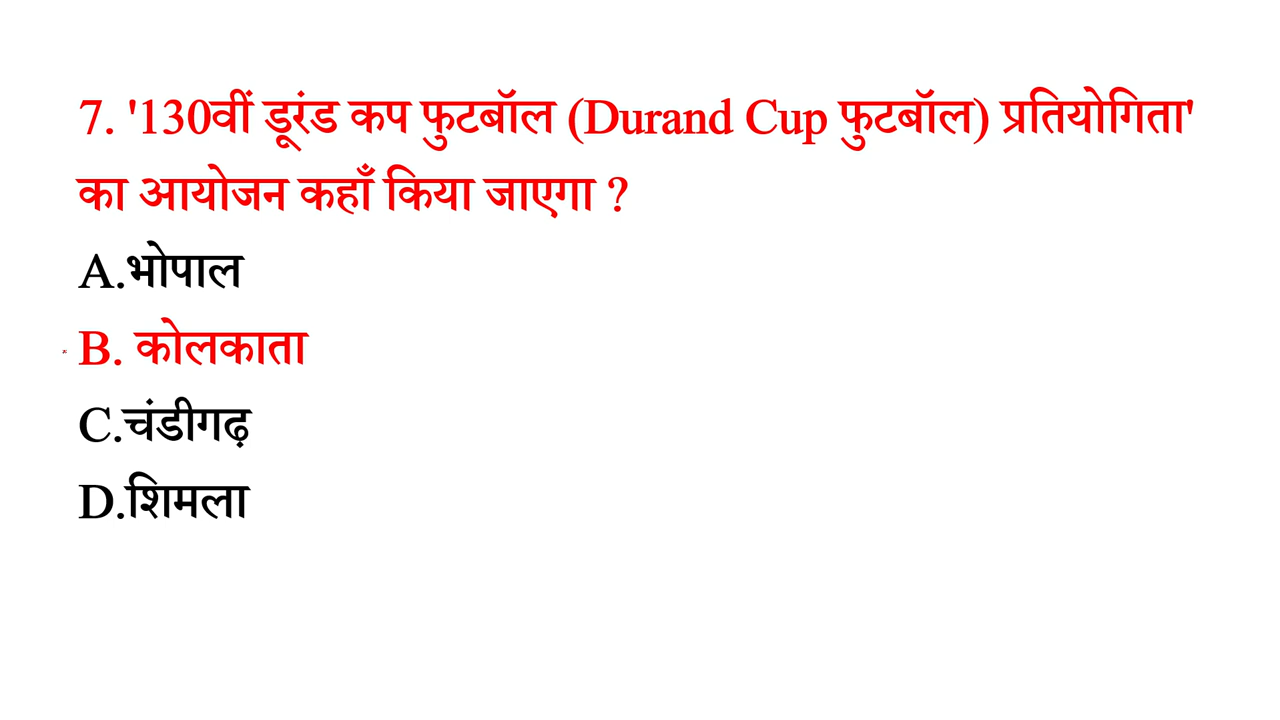 7. '130वीं डूरंड कप फुटबॉल (Durand Cup फुटबॉल) प्रतियोगिता'
का आयोजन कहाँ किया जाएगा ?
A.भोपाल
B. कोलकाता
C.चंडीगढ़
D.शिमला